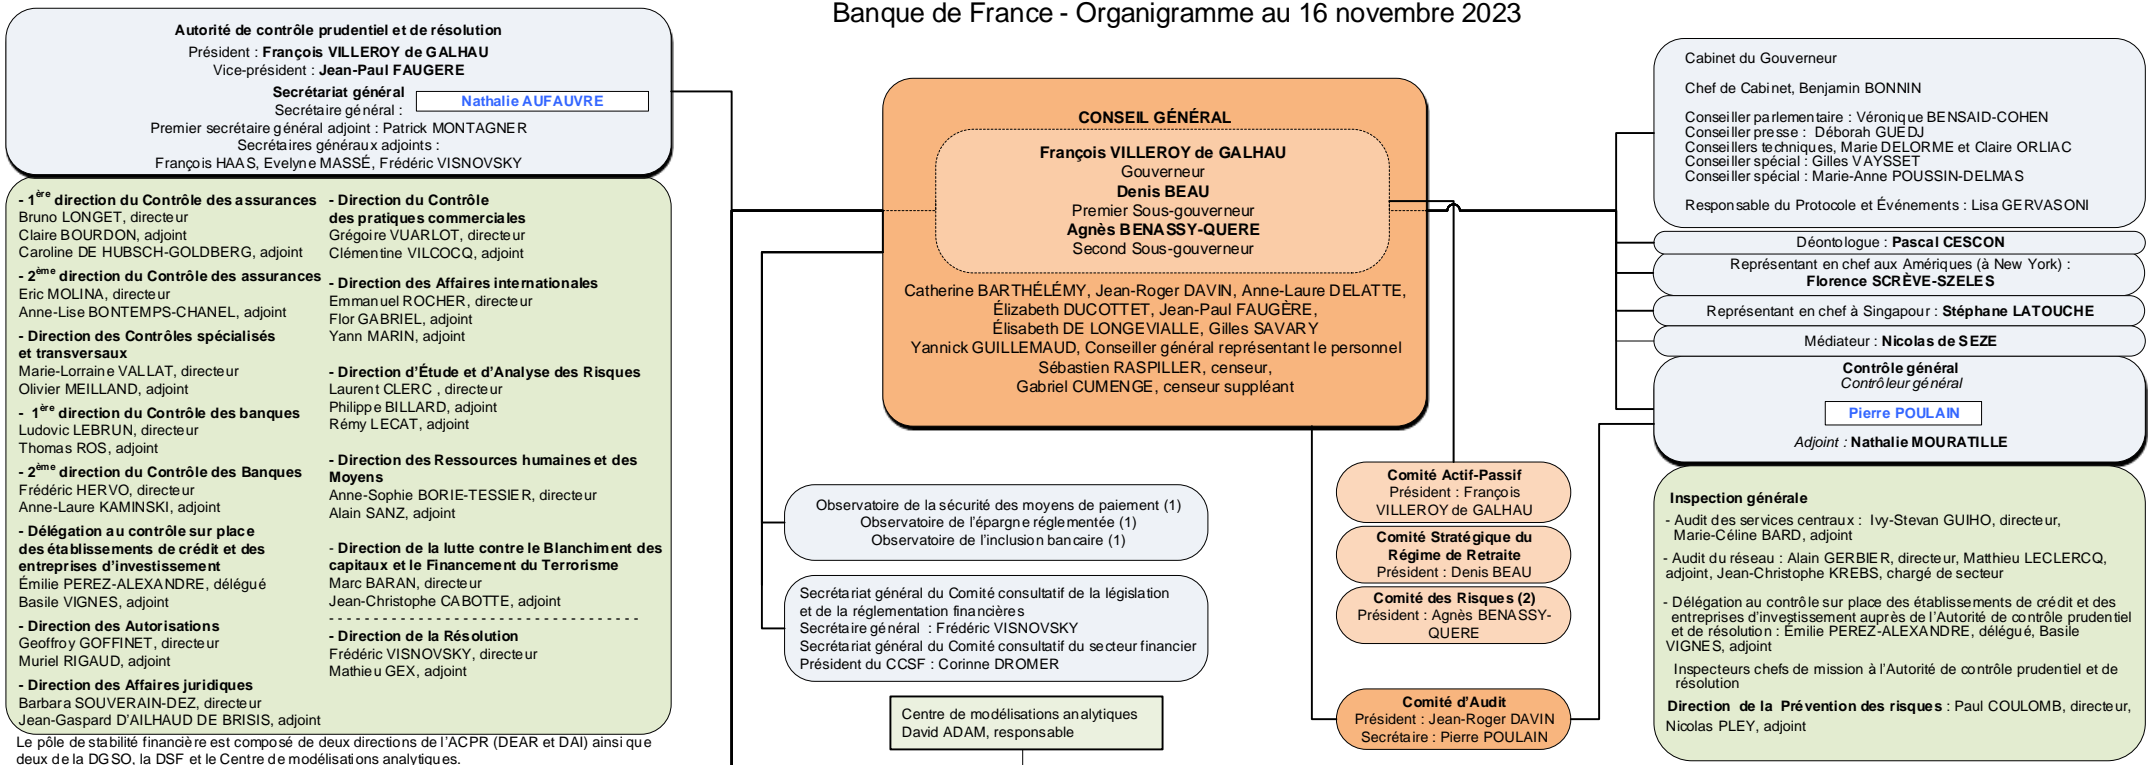 Banque de France - Organigramme au 16 novembre 2023
Autorité de contrôle prudentiel et de résolution
Président : François VILLEROY de GALHAU
Vice-président : Jean-Paul FAUGERE
Secrétariat général
Secrétaire général :
Nathalie AUFAUVRE
Premier secrétaire général adjoint : Patrick MONTAGNER
Secrétaires généraux adjoints :
François HAAS, Evelyne MASSÉ, Frédéric VISNOVSKY
- 1ère direction du Contrôle des assurances
Bruno LONGET, directeur
Claire BOURDON, adjoint
Caroline DE HUBSCH-GOLDBERG, adjoint
- 2ème direction du Contrôle des assurances
Eric MOLINA, directeur
Anne-Lise BONTEMPS-CHANEL, adjoint
- Direction des Contrôles spécialisés
et transversaux
Marie-Lorraine VALLAT, directeur
Olivier MEILLAND, adjoint
- 1ère direction du Contrôle des banques
Ludovic LEBRUN, directeur
Thomas ROS, adjoint
- 2ème direction du Contrôle des Banques
Frédéric HERVO, directeur
Anne-Laure KAMINSKI, adjoint
- Délégation au contrôle sur place
des établissements de crédit et des
entreprises d'investissement
Émilie PEREZ-ALEXANDRE, délégué
Basile VIGNES, adjoint
- Direction des Autorisations
Geoffroy GOFFINET, directeur
Muriel RIGAUD, adjoint
- Direction des Affaires juridiques
Barbara SOUVERAIN-DEZ, directeur
Jean-Gaspard D'AILHAUD DE BRISIS, adjoint
- Direction du Contrôle
des pratiques commerciales
Grégoire VUARLOT, directeur
Clémentine VILCOCQ, adjoint
- Direction des Affaires internationales
Emmanuel ROCHER, directeur
Flor GABRIEL, adjoint
Yann MARIN, adjoint
- Direction d'Étude et d'Analyse des Risques
Laurent CLERC , directeur
Philippe BILLARD, adjoint
Rémy LECAT, adjoint
- Direction des Ressources humaines et des
Moyens
Anne-Sophie BORIE-TESSIER, directeur
Alain SANZ, adjoint
- Direction de la lutte contre le Blanchiment des
capitaux et le Financement du Terrorisme
Marc BARAN, directeur
Jean-Christophe CABOTTE, adjoint
- Direction de la Résolution
Frédéric VISNOVSKY, directeur
Mathieu GEX, adjoint
Le pôle de stabilité financière est composé de deux directions de l'ACPR (DEAR et DAI) ainsi que
deux de la DGSO, la DSF et le Centre de modélisations analytiques.
CONSEIL GÉNÉRAL
François VILLEROY de GALHAU
Gouverneur
Denis BEAU
Premier Sous-gouverneur
Agnès BENASSY-QUERE
Second Sous-gouverneur
Catherine BARTHÉLÉMY, Jean-Roger DAVIN, Anne-Laure DELATTE,
Élizabeth DUCOTTET, Jean-Paul FAUGÈRE,
Élisabeth DE LONGEVIALLE, Gilles SAVARY
Yannick GUILLEMAUD, Conseiller général représentant le personnel
Sébastien RASPILLER, censeur,
Gabriel CUMENGE, censeur suppléant
Observatoire de la sécurité des moyens de paiement (1)
Observatoire de l'épargne réglementée (1)
Observatoire de l'inclusion bancaire (1)
Secrétariat général du Comité consultatif de la législation
et de la réglementation financières
Secrétaire général : Frédéric VISNOVSKY
Secrétariat général du Comité consultatif du secteur financier
Président du CCSF : Corinne DROMER
Centre de modélisations analytiques
David ADAM, responsable
Comité Actif-Passif
Président : François
VILLEROY de GALHAU
Comité Stratégique du
Régime de Retraite
Président : Denis BEAU
Comité des Risques (2)
Président : Agnès BENASSY-
QUERE
Comité d'Audit
Président : Jean-Roger DAVIN
Secrétaire : Pierre POULAIN
Cabinet du Gouverneur
Chef de Cabinet, Benjamin BONNIN
Conseiller parlementaire : Véronique BENSAID-COHEN
Conseiller presse : Déborah GUEDJ
Conseillers techniques, Marie DELORME et Claire ORLIAC
Conseiller spécial : Gilles VAYSSET
Conseiller spécial : Marie-Anne POUSSIN-DELMAS
Responsable du Protocole et Événements : Lisa GERVASONI
Déontologue : Pascal CESCON
Représentant en chef aux Amériques (à New York) :
Florence SCRÈVE-SZELES
Représentant en chef à Singapour : Stéphane LATOUCHE
Médiateur : Nicolas de SEZE
Contrôle général
Contrôleur général
Pierre POULAIN
Adjoint : Nathalie MOURATILLE
Inspection générale
- Audit des services centraux : Ivy-Stevan GUIHO, directeur,
Marie-Céline BARD, adjoint
- Audit du réseau : Alain GERBIER, directeur, Matthieu LECLERCQ,
adjoint, Jean-Christophe KREBS, chargé de secteur
- Délégation au contrôle sur place des établissements de crédit et des
entreprises d'investissement auprès de l'Autorité de contrôle prudentiel
et de résolution : Émilie PEREZ-ALEXANDRE, délégué, Basile
VIGNES, adjoint
Inspecteurs chefs de mission à l'Autorité de contrôle prudentiel et de
résolution
Direction de la Prévention des risques : Paul COULOMB, directeur,
Nicolas PLEY, adjoint